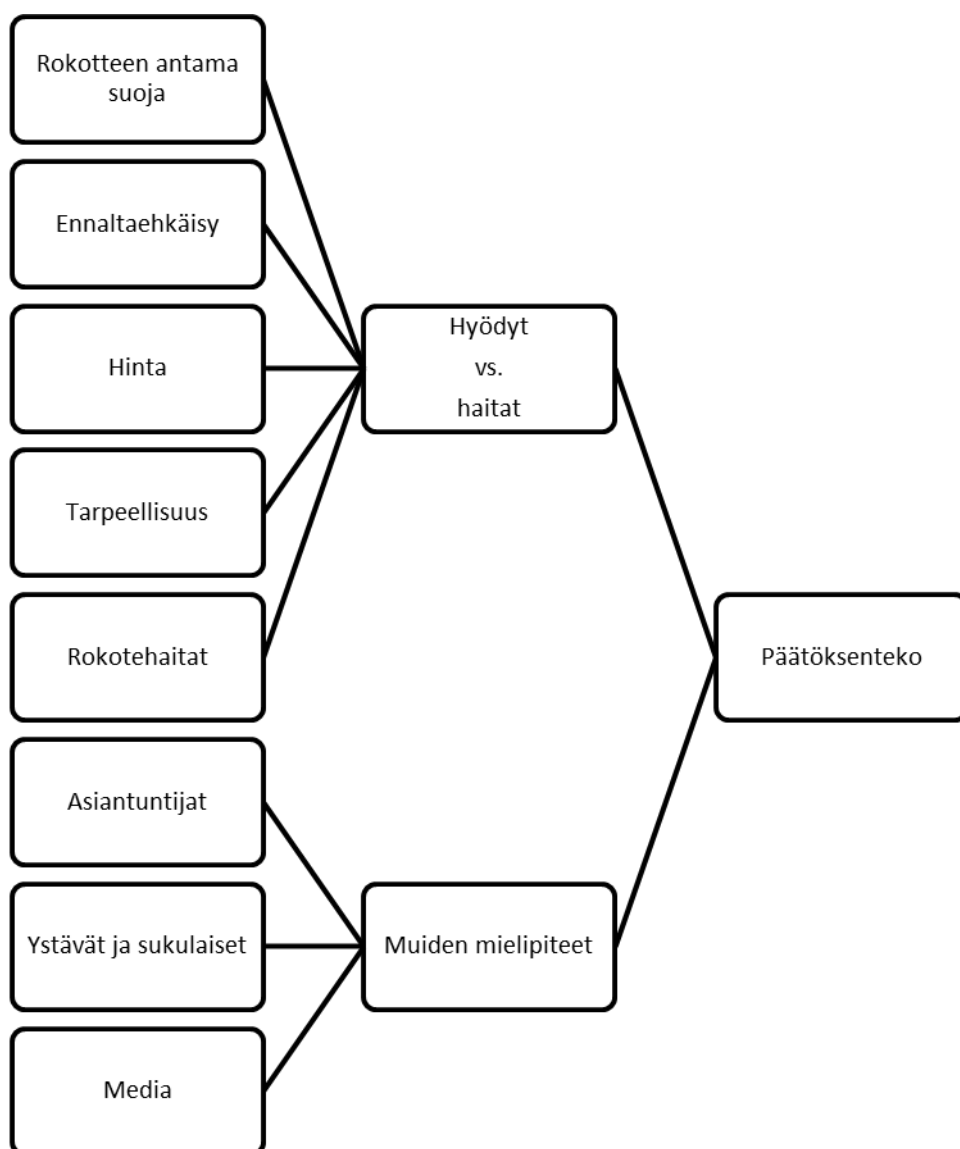 Rokotteen antama
suoja
Ennaltaehkäisy
Hinta
Tarpeellisuus
Rokotehaitat
Asiantuntijat
Ystävät ja sukulaiset
Media
Hyödyt
vs.
haitat
Muiden mielipiteet
Päätöksenteko